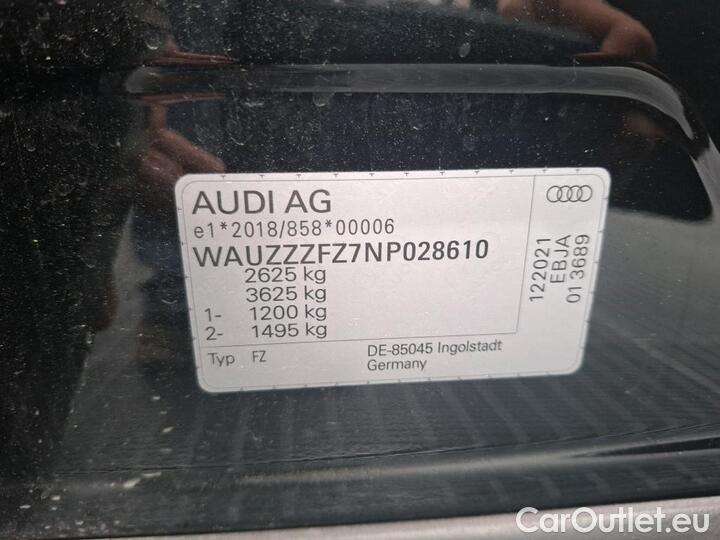 AUDI AG
e1*2018/858*00006
WAUZZZFZ7NP028610
2625 kg
3625 kg
1- 1200 kg
2- 1495 kg
Typ FZ
DE-85045 Ingolstadt
Germany
122021
EBJA
013689
CarOutlet.eu